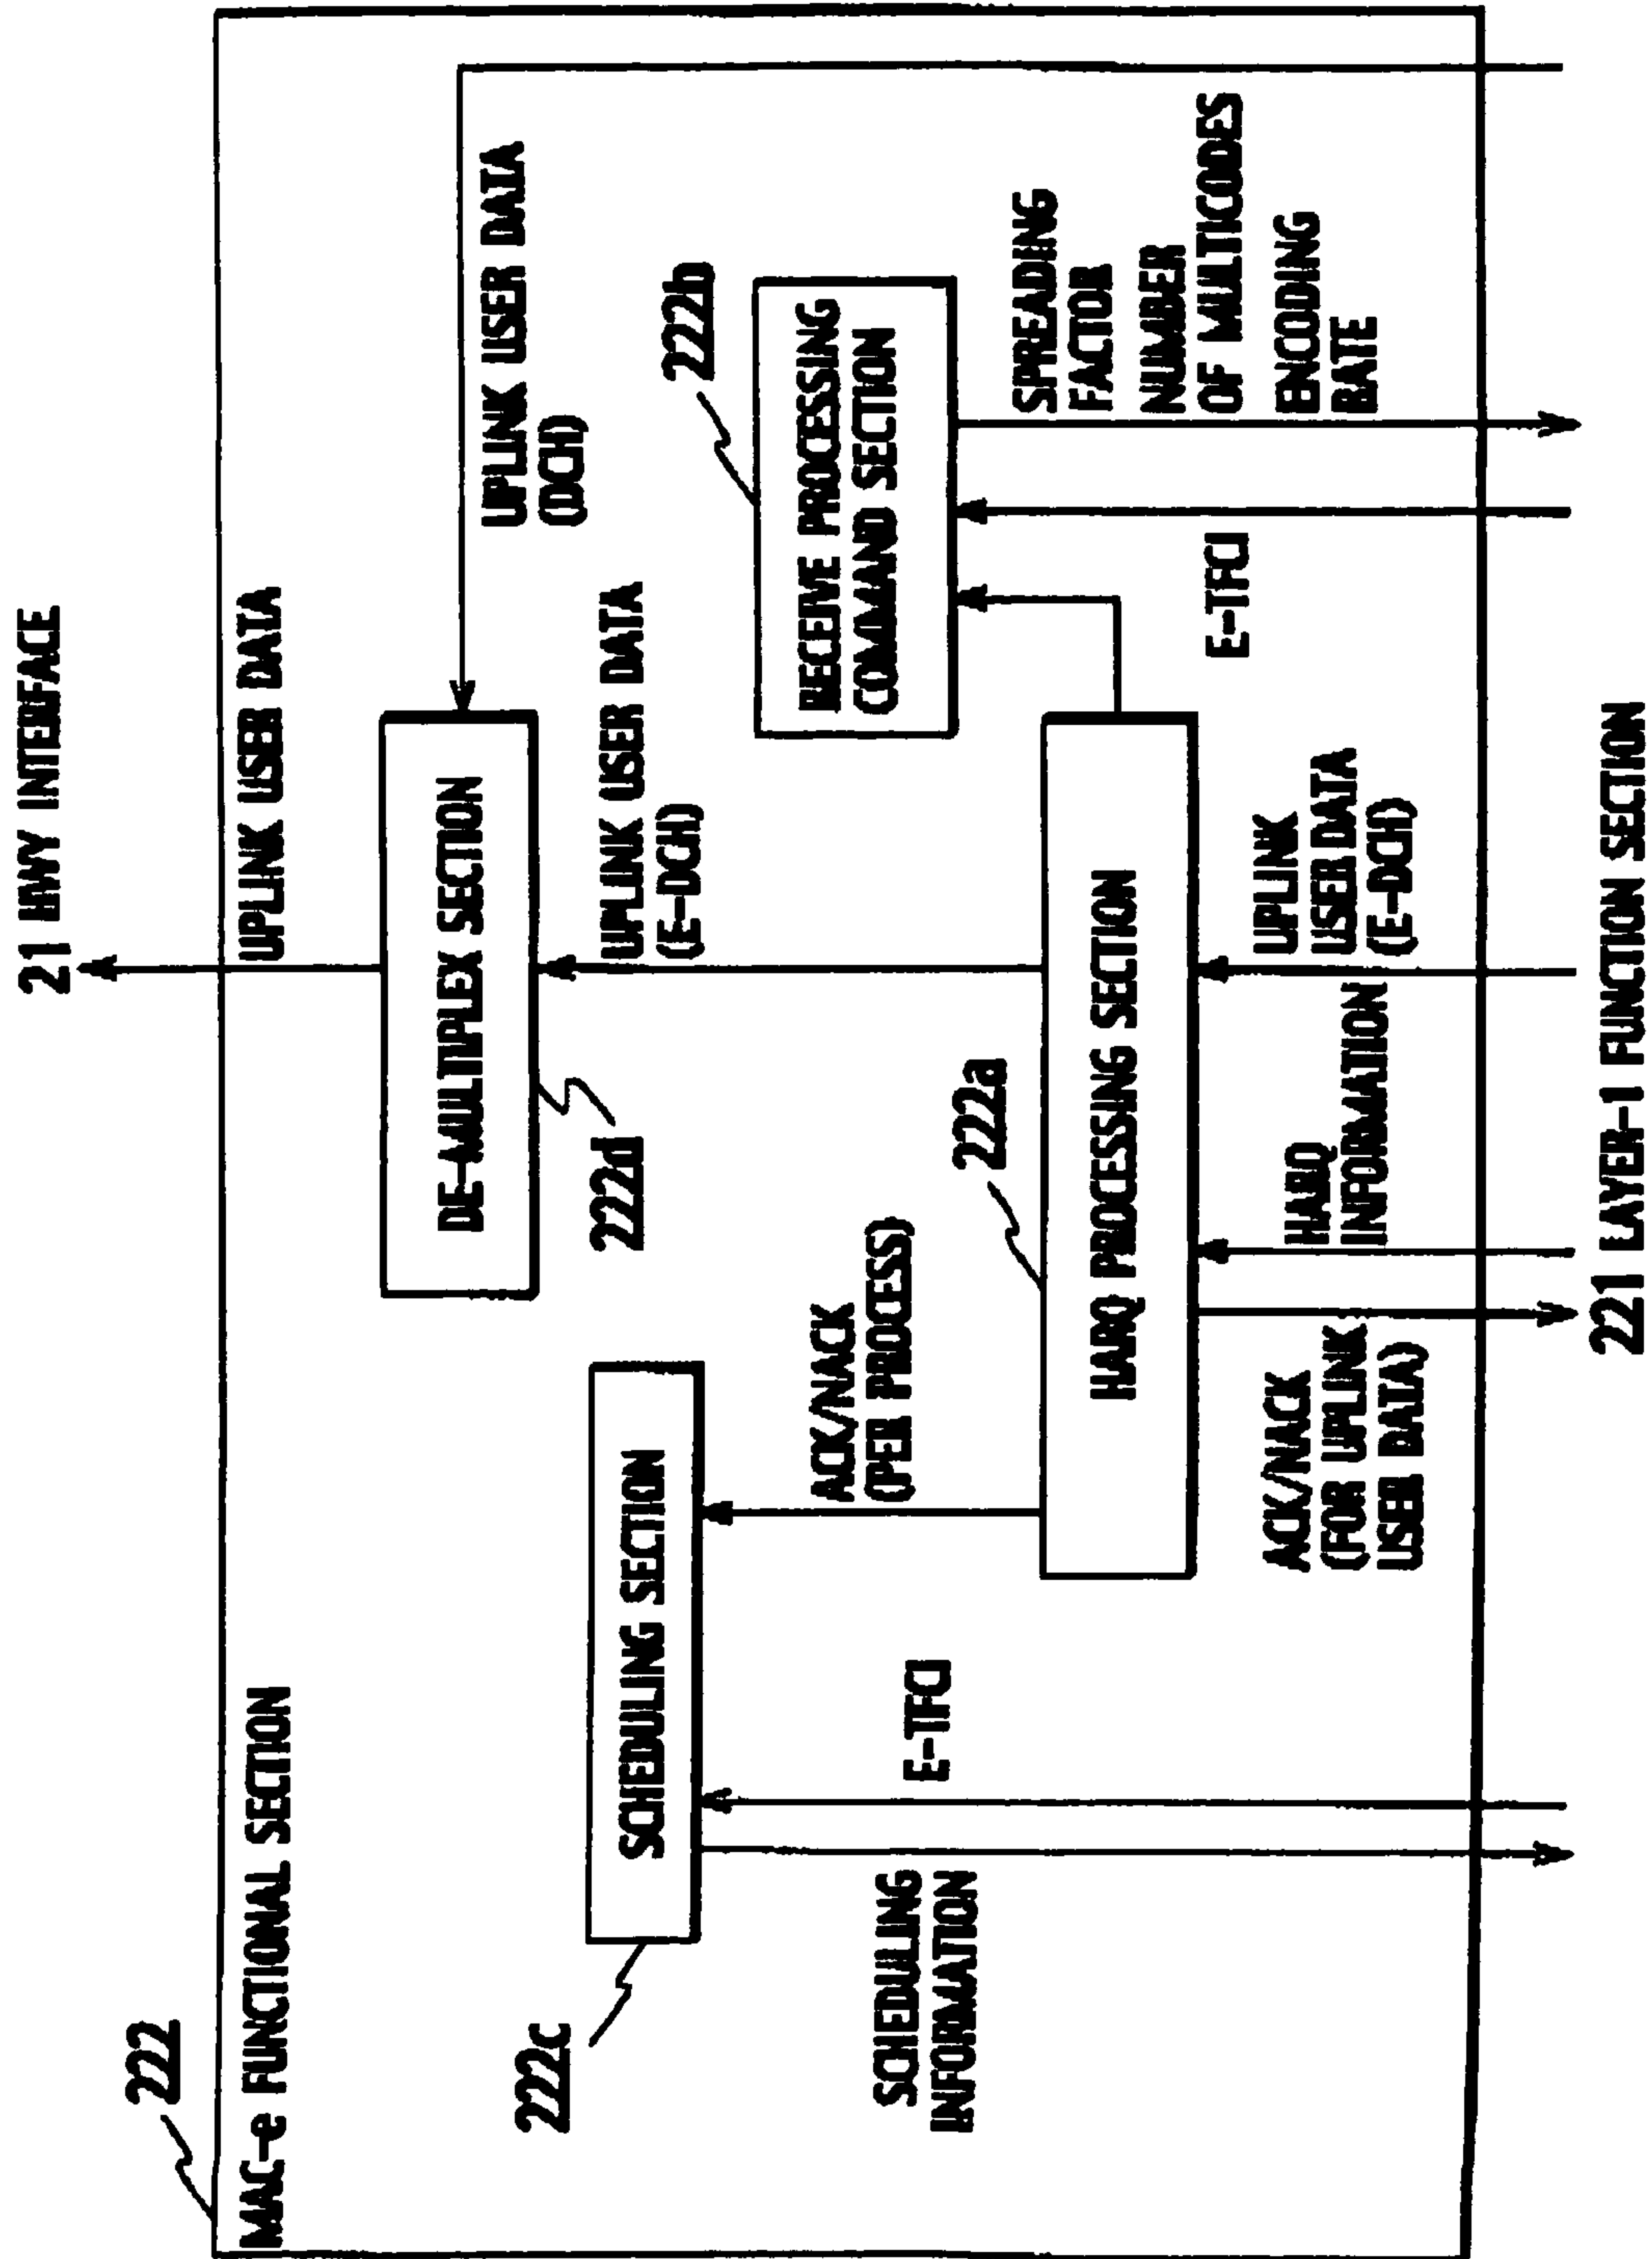 21 HWY INTERFACE
222
MAC-e FUNCTIONAL SECTION
UPLINK USER DATA
DE-MULTIPLEX SECTION
222d
UPLINK USER DATA
(DCH)
UPLINK USER DATA
(E-DCH)
222c
SCHEDULING SECTION
222b
RECEIVE PROCESSING
COMMAND SECTION
ACK/NACK
(PER PROCESS)
222a
HARQ PROCESSING SECTION
SCHEDULING
INFORMATION
E-TFCI
ACK/NACK
(FOR UPLINK
USER DATA)
HARQ
INFORMATION
UPLINK
USER DATA
(E-DCH)
E-TFCI
SPREADING
FACTOR
NUMBER
OF MULTICODES
ENCODING
RATE
221 LAYER-1 FUNCTION SECTION